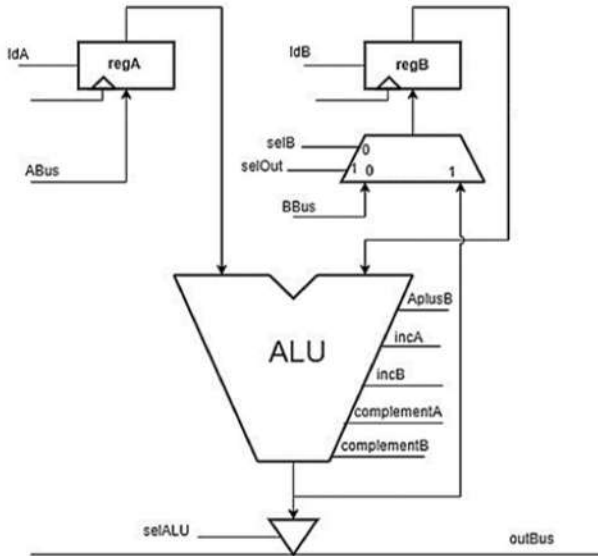 ldA
regA
ABus
ldB
regB
selB
0
selOut
1
0
1
BBus
ALU
AplusB
incA
incB
complementA
complementB
selALU
outBus